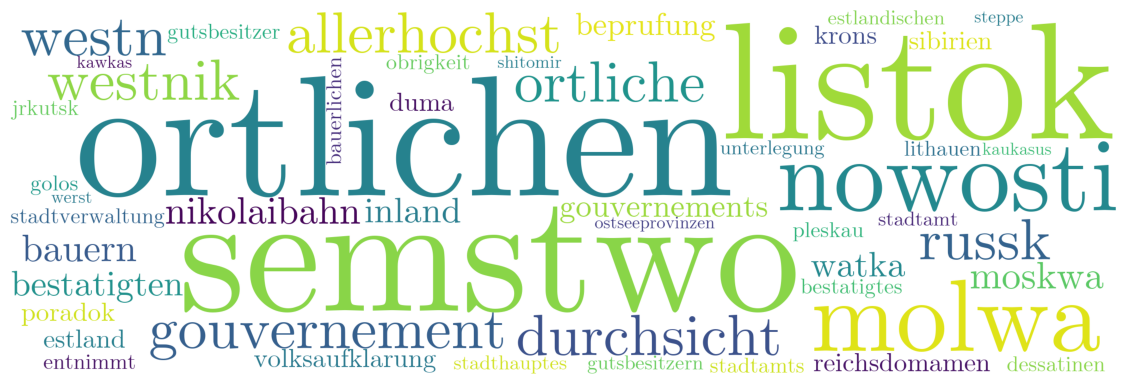 westn gutsbesitzer allerhochst beprufung listok estlandischen steppe
krons sibirien
kawkas westnik obrigkeit shitomir
jrkutsk bauerlichen duma ortliche
ortlichen unterlegung lithauen kaukasus
golos nowosti
werst
stadtverwaltung nikolaibahn inland gouvernements stadtamt
ostseeprovinzen pleskau
bauern semstwo russk
bestatigten watka moskwa
bestatigtes
poradok gouvernement durchsicht molwa
estland
entnimmt volksaufklarung stadthauptes gutsbesitzern stadtamts reichsdomamen dessatinen